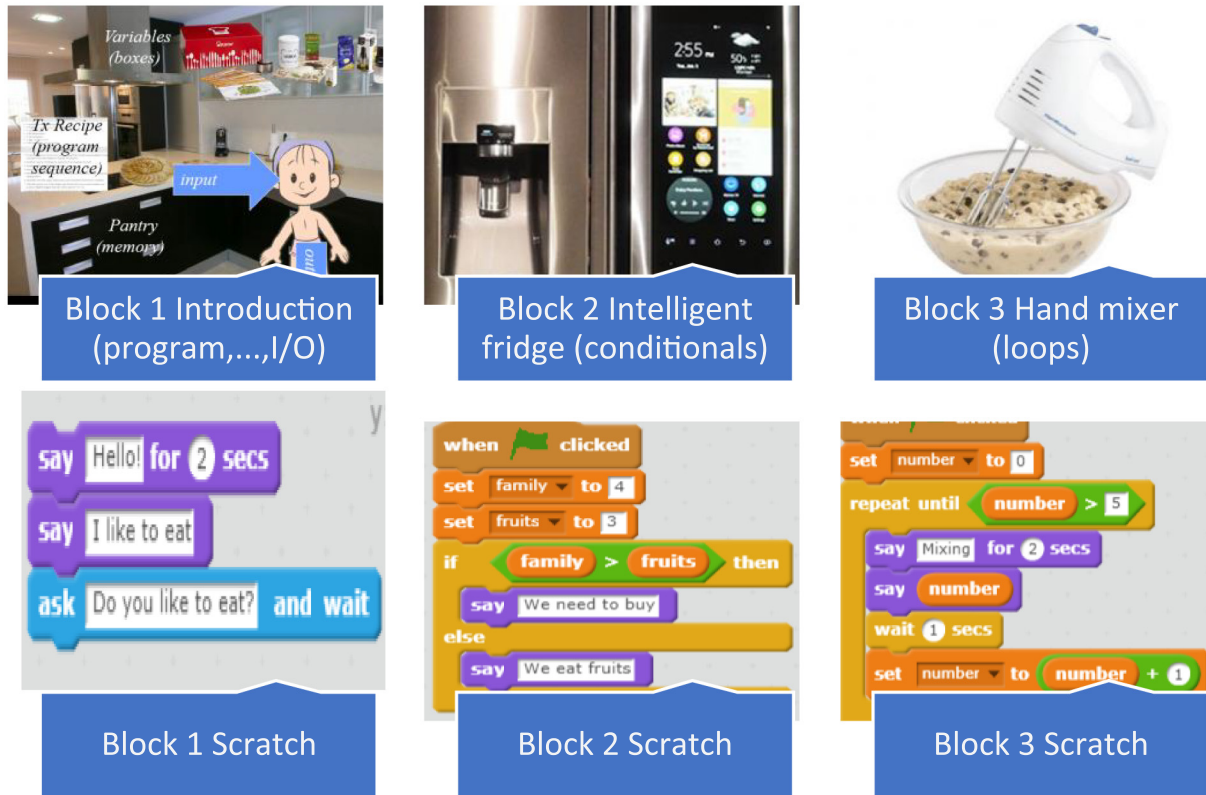 Variables
(boxes)
Tx Recipe
(program
sequence)
input
Pantry
(memory)
Block 1 Introduction
(program,...,I/O)
2:55
50
Block 2 Intelligent
fridge (conditionals)
Block 3 Hand mixer
(loops)
y
say Hello! for 2 secs
say I like to eat
ask Do you like to eat? and wait
Block 1 Scratch
when clicked
set family to 4
set fruits to 3
if family > fruits then
say We need to buy
else
say We eat fruits
Block 2 Scratch
set number to 0
repeat until number > 5
say Mixing for 2 secs
say number
wait 1 secs
set number to number + 1
Block 3 Scratch